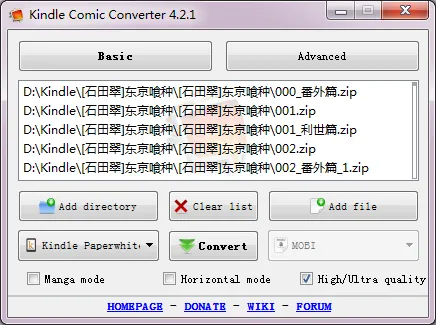 Kindle Comic Converter 4.2.1
Basic
Advanced
D:\Kindle\[石田翠]东京喰种\[石田翠]东京喰种\000_番外篇.zip
D:\Kindle\[石田翠]东京喰种\[石田翠]东京喰种\001.zip
D:\Kindle\[石田翠]东京喰种\[石田翠]东京喰种\001_利世篇.zip
D:\Kindle\[石田翠]东京喰种\[石田翠]东京喰种\002.zip
D:\Kindle\[石田翠]东京喰种\[石田翠]东京喰种\002_番外篇_1.zip
Add directory
Clear list
Add file
Kindle Paperwhite
Convert
MOBI
Manga mode
Horizontal mode
High/Ultra quality
HOMEPAGE - DONATE - WIKI - FORUM